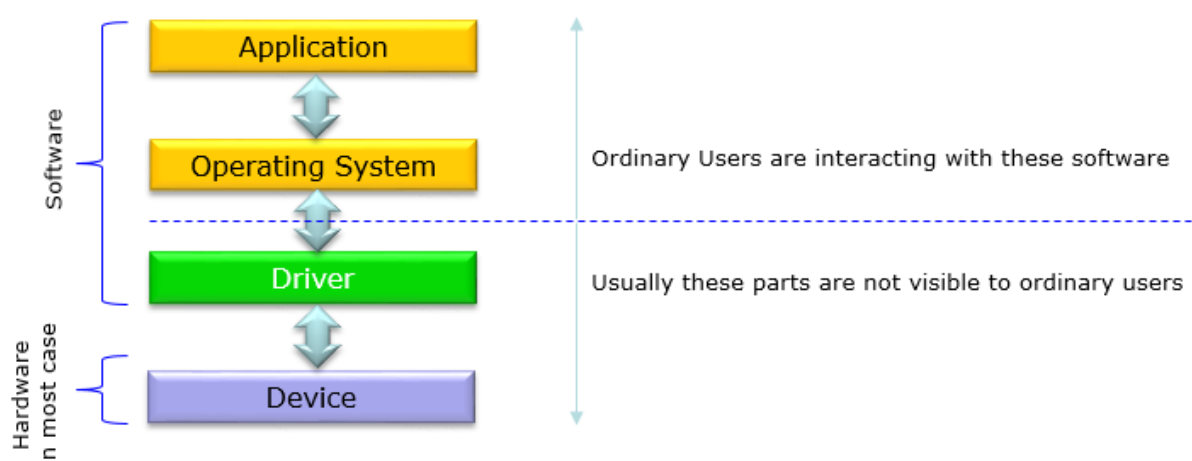 Application
Operating System
Ordinary Users are interacting with these software
Driver
Usually these parts are not visible to ordinary users
Device
Software
Hardware
n most case